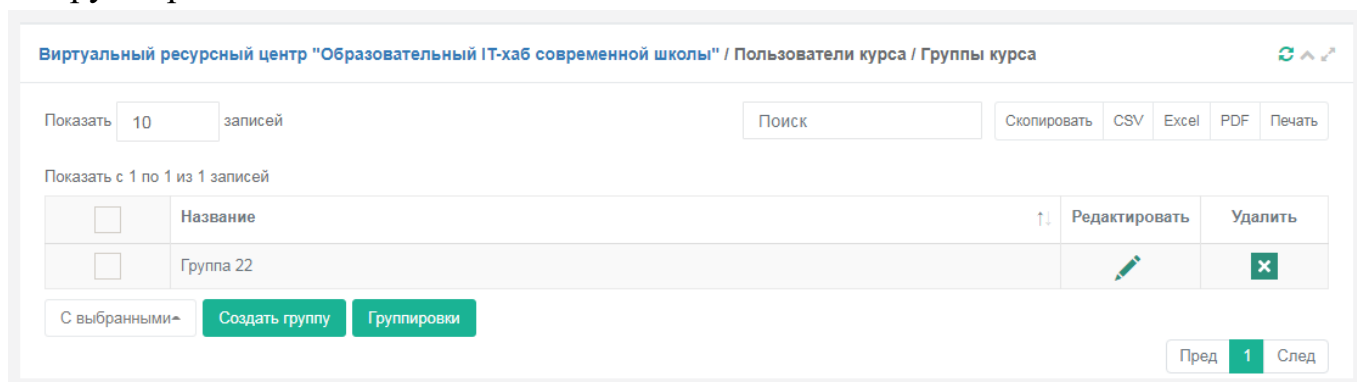 Виртуальный ресурсный центр "Образовательный IT-хаб современной школы" / Пользователи курса / Группы курса
Показать 10 записей Поиск Скопировать CSV Excel PDF Печать
Показать с 1 по 1 из 1 записей
Название Редактировать Удалить
Группа 22
С выбранными Создать группу Группировки
Пред 1 След